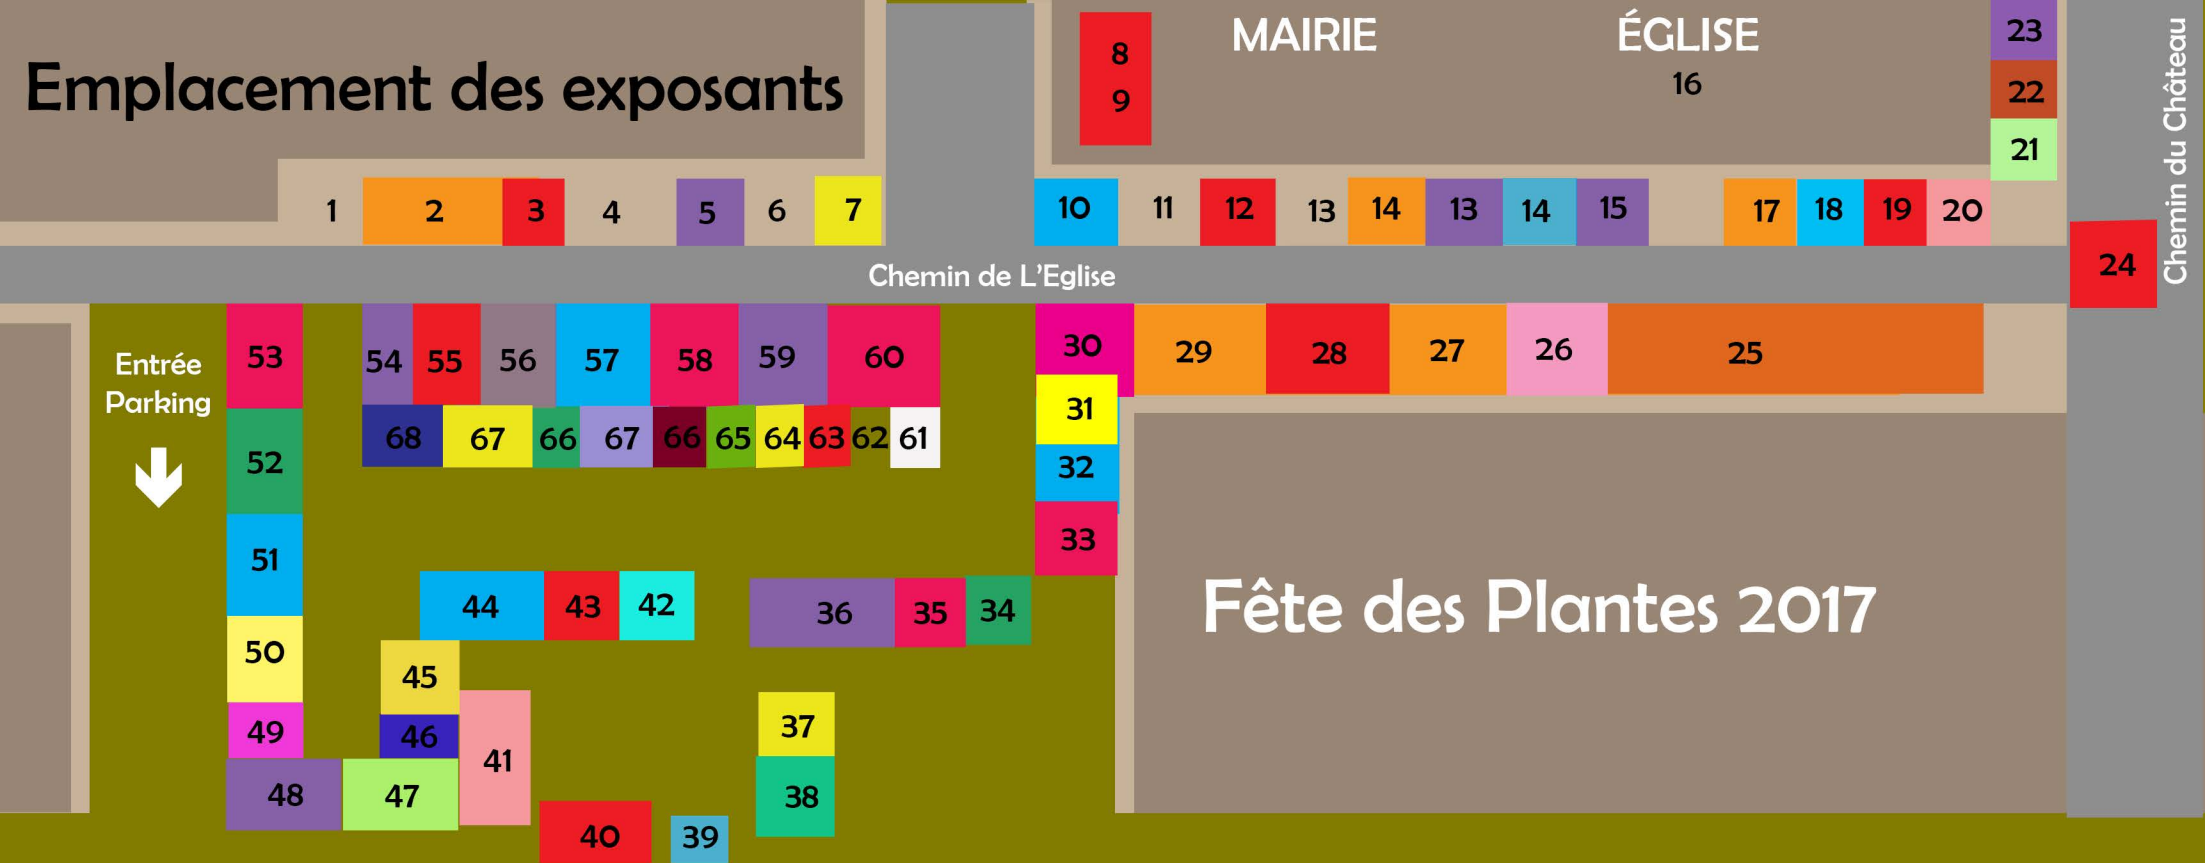 Emplacement des exposants
MAIRIE
ÉGLISE
8
9
16
23
22
21
Chemin du Château
1 2 3 4 5 6 7
10 11 12 13 14 13 14 15 17 18 19 20
24
Chemin de L'Eglise
Entrée
Parking
53 54 55 56 57 58 59 60
30 29 28 27 26 25
52
68 67 66 67 66 65 64 63 62 61
31
32
33
51
44 43 42
36 35 34
Fête des Plantes 2017
50
45
49
46
41
37
48
47
38
40
39